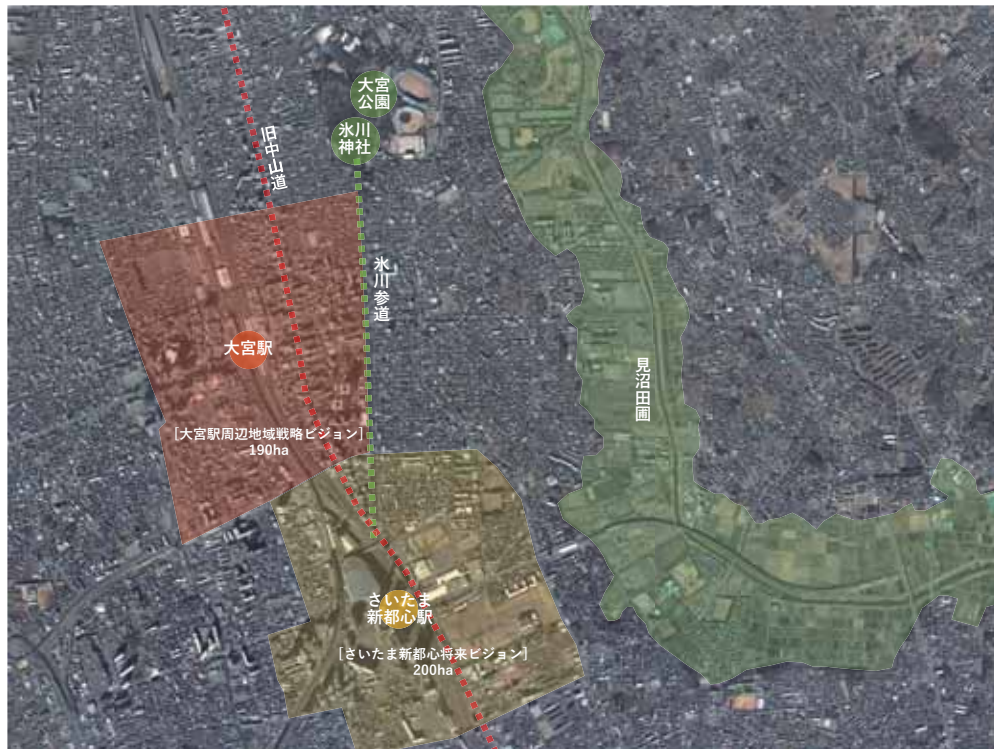 大宮
公園
氷川
神社
旧中山道
氷川参道
大宮駅
見沼田圃
[大宮駅周辺地域戦略ビジョン]
190ha
さいたま
新都心駅
[さいたま新都心将来ビジョン]
200ha